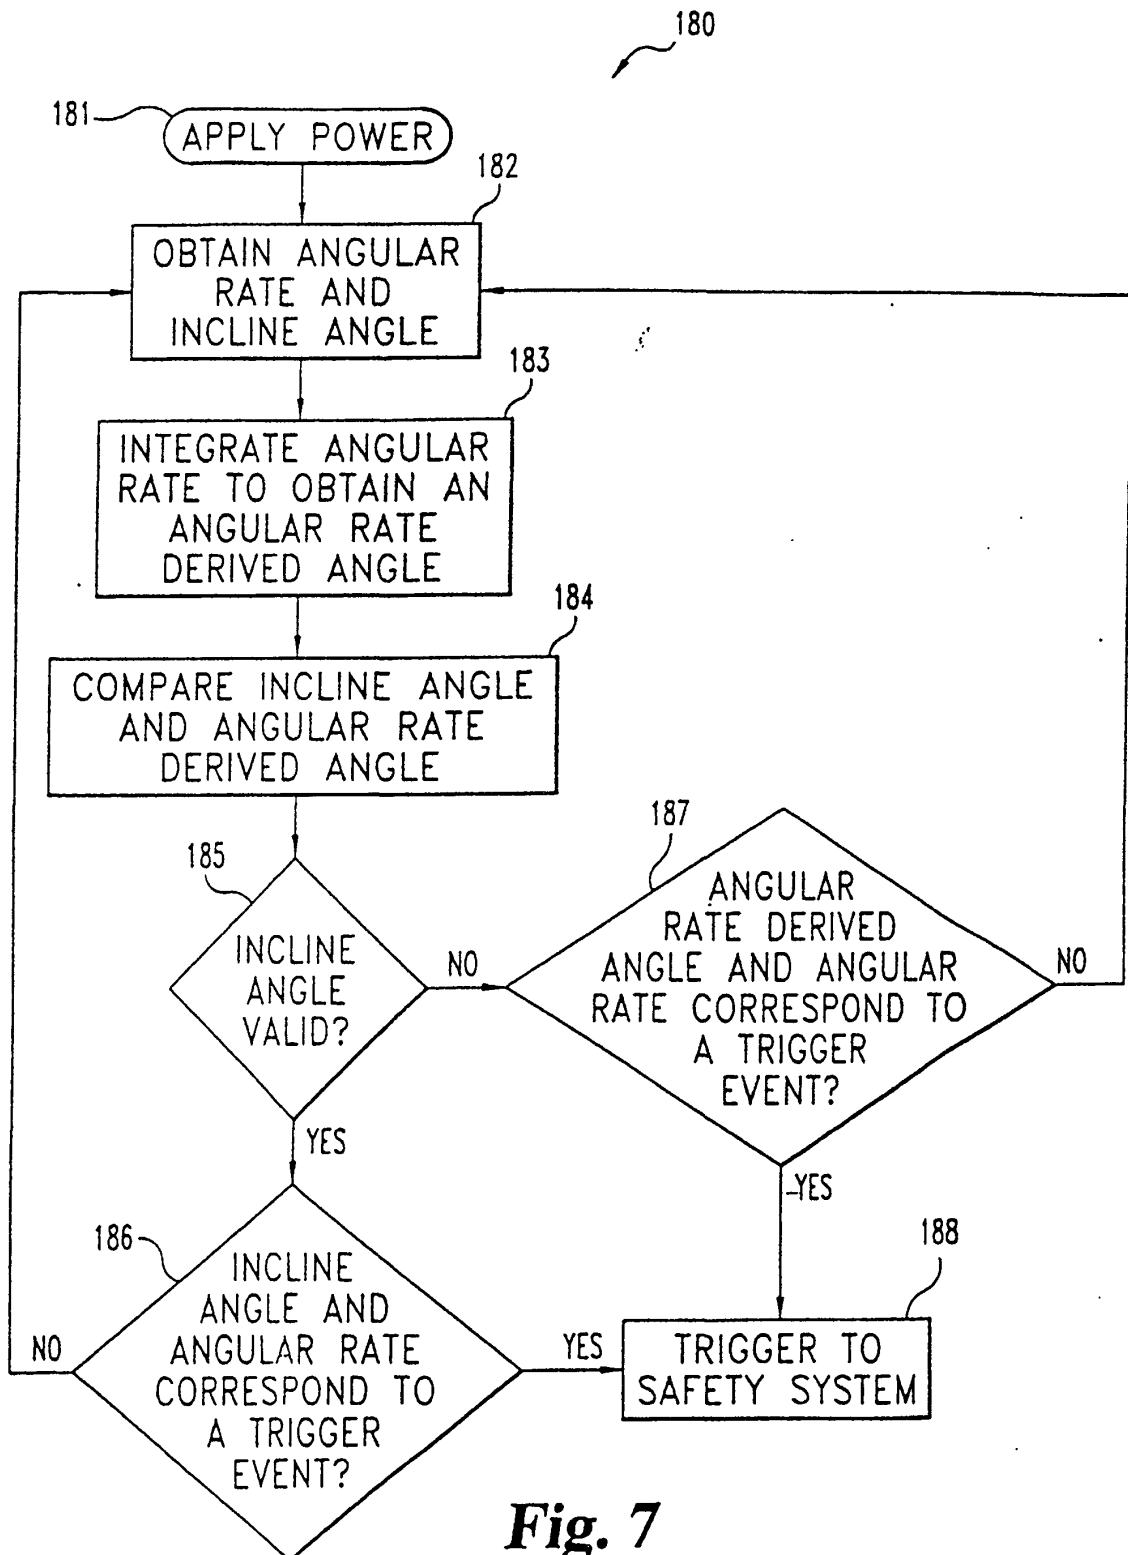 180
181
APPLY POWER
182
OBTAIN ANGULAR
RATE AND
INCLINE ANGLE
183
INTEGRATE ANGULAR
RATE TO OBTAIN AN
ANGULAR RATE
DERIVED ANGLE
184
COMPARE INCLINE ANGLE
AND ANGULAR RATE
DERIVED ANGLE
185
INCLINE
ANGLE
VALID?
NO
187
ANGULAR
RATE DERIVED
ANGLE AND ANGULAR
RATE CORRESPOND TO
A TRIGGER
EVENT?
NO
YES
YES
186
INCLINE
ANGLE AND
ANGULAR RATE
CORRESPOND TO
A TRIGGER
EVENT?
NO
YES
188
TRIGGER TO
SAFETY SYSTEM
Fig. 7